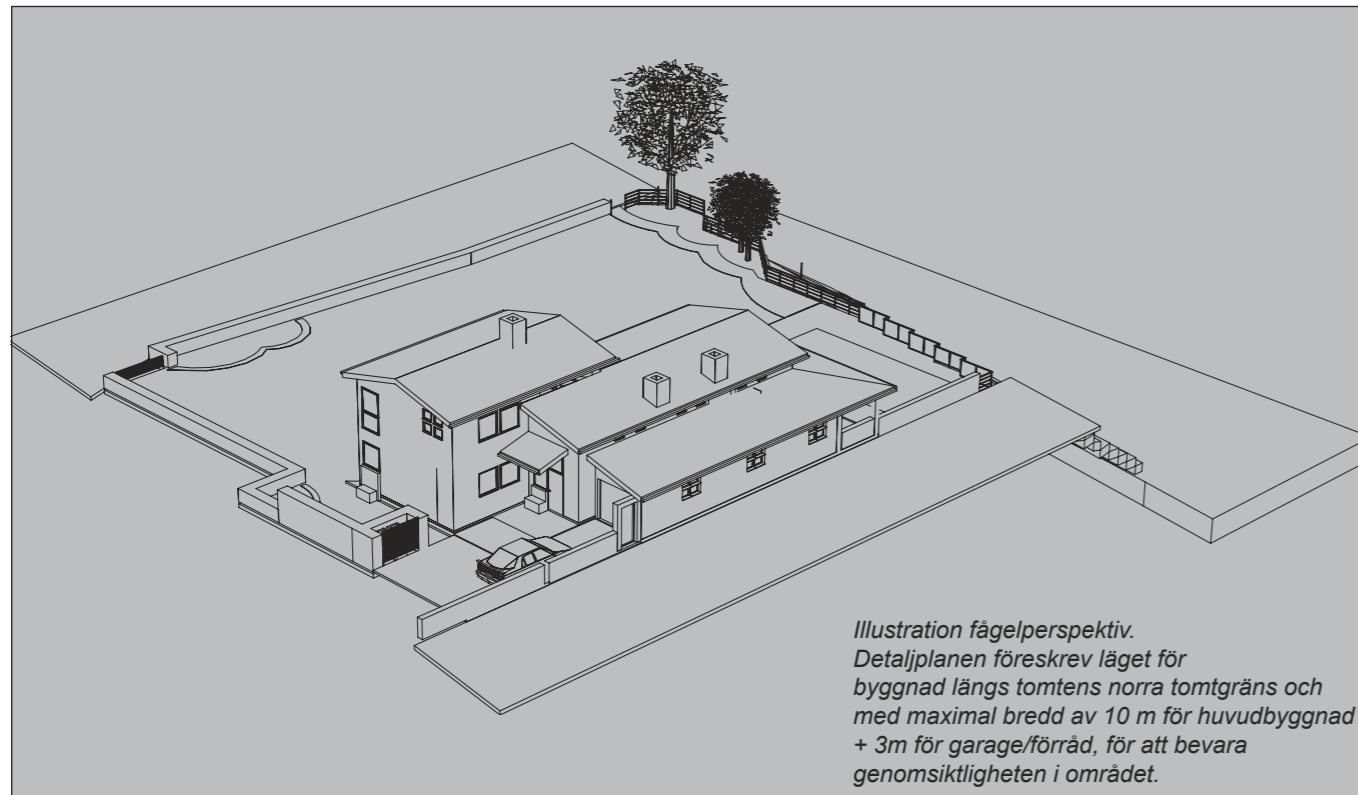 Illustration fågelperspektiv.
Detaljplanen föreskrev läget för
byggnad längs tomtens norra tomtgräns och
med maximal bredd av 10 m för huvudbyggnad
+ 3m för garage/förråd, för att bevara
genomsiktligheten i området.